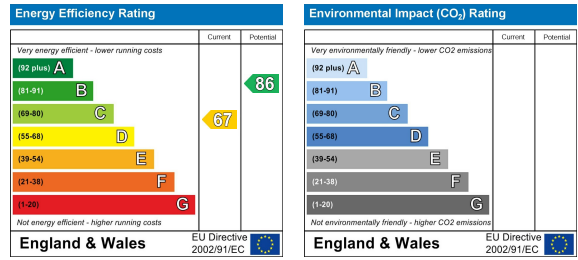 Energy Efficiency Rating
Current Potential
Very energy efficient - lower running costs
(92 plus) A
(81-91) B
(69-80) C
(55-68) D
(39-54) E
(21-38) F
(1-20) G
67
86
Not energy efficient - higher running costs
England & Wales
EU Directive
2002/91/EC
Environmental Impact (CO₂) Rating
Current Potential
Very environmentally friendly - lower CO2 emissions
(92 plus) A
(81-91) B
(69-80) C
(55-68) D
(39-54) E
(21-38) F
(1-20) G
Not environmentally friendly - higher CO2 emissions
England & Wales
EU Directive
2002/91/EC